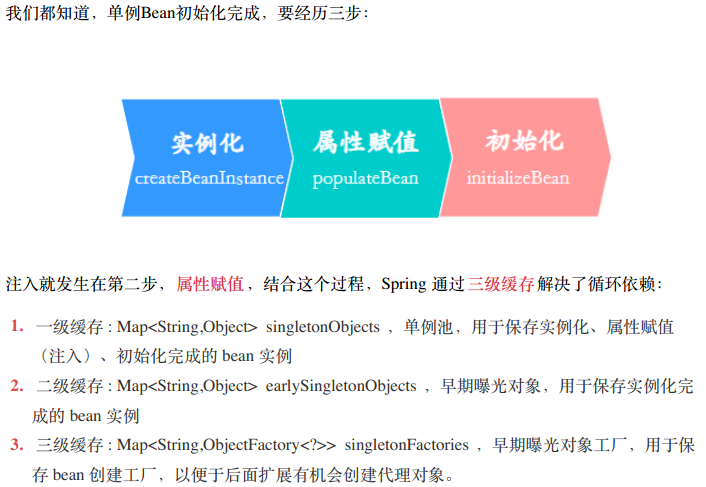 我们都知道，单例Bean初始化完成，要经历三步：
实例化 属性赋值 初始化
createBeanInstance populateBean initializeBean
注入就发生在第二步，属性赋值，结合这个过程，Spring 通过三级缓存解决了循环依赖：
1. 一级缓存 : Map<String,Object> singletonObjects ，单例池，用于保存实例化、属性赋值
（注入）、初始化完成的 bean 实例
2. 二级缓存 : Map<String,Object> earlySingletonObjects ，早期曝光对象，用于保存实例化完
成的 bean 实例
3. 三级缓存 : Map<String,ObjectFactory<?>> singletonFactories ，早期曝光对象工厂，用于保
存 bean 创建工厂，以便于后面扩展有机会创建代理对象。